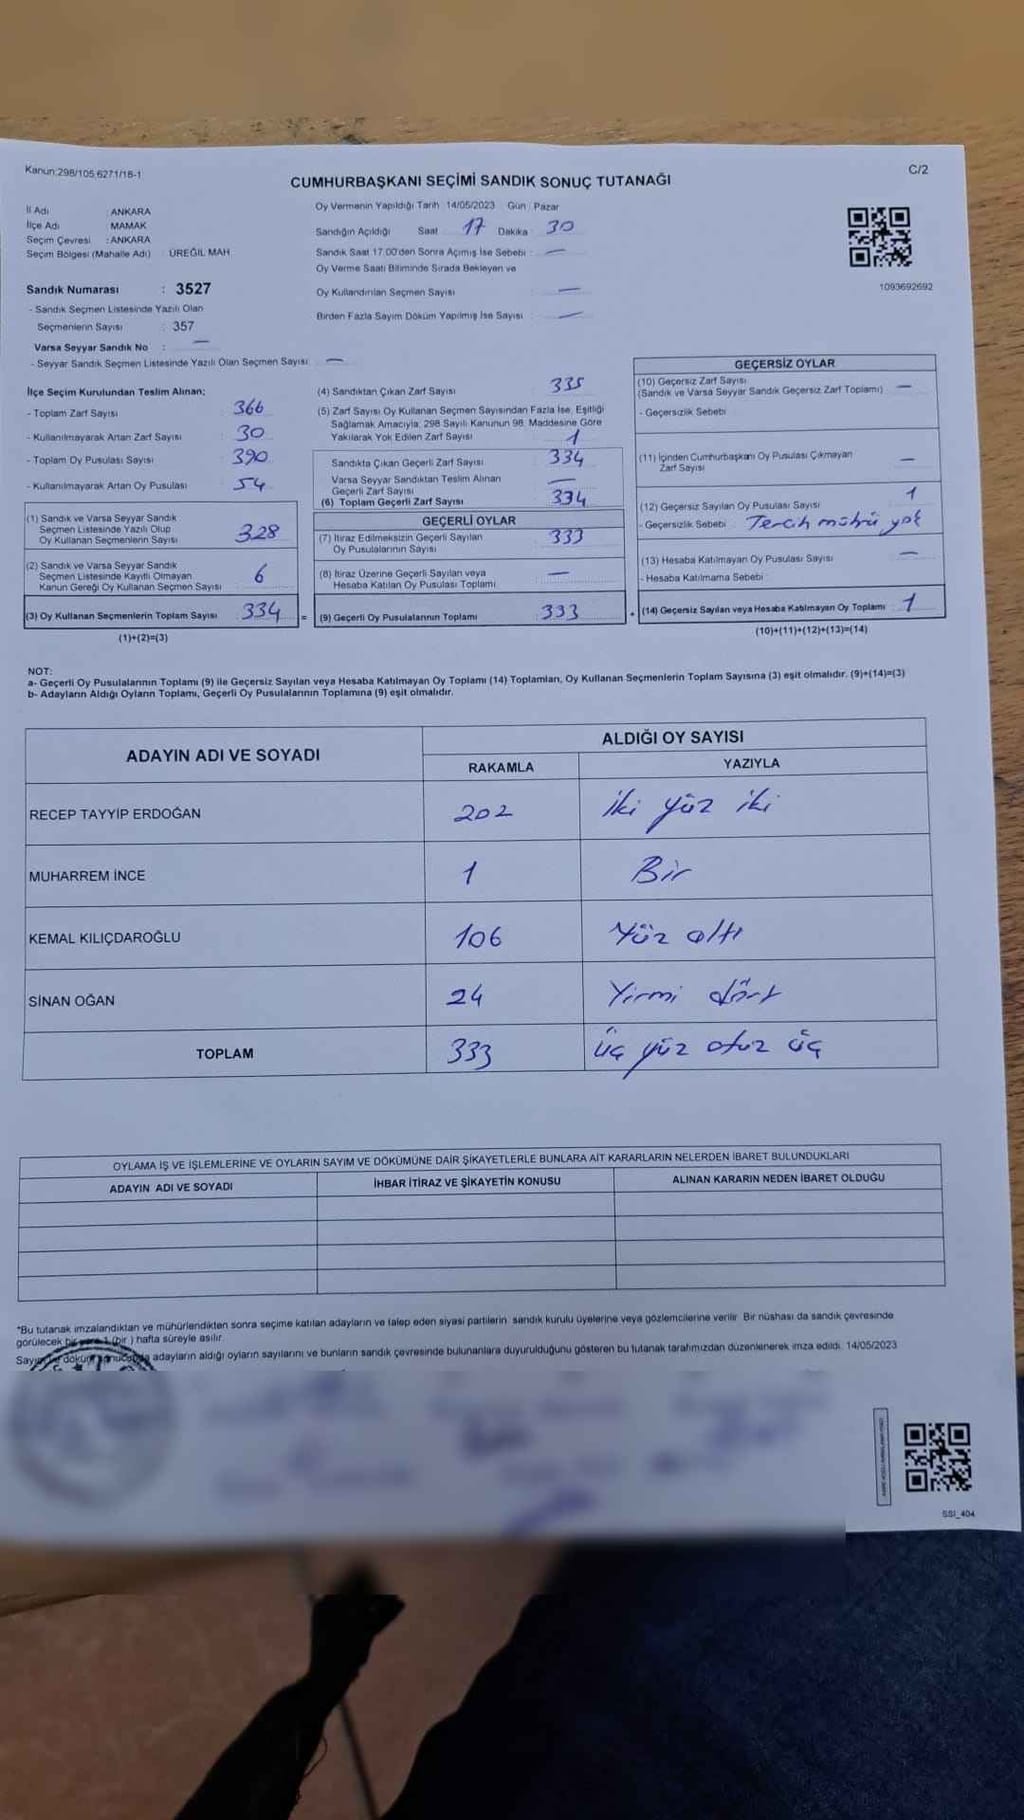 Kanun:298/105,6271/18-1
C/2
CUMHURBAŞKANI SEÇİMİ SANDIK SONUÇ TUTANAĞI
İl Adı : ANKARA
İlçe Adı : MAMAK
Seçim Çevresi : ANKARA
Seçim Bölgesi (Mahalle Adı) : ÜREĞİL MAH
Sandık Numarası : 3527
- Sandık Seçmen Listesinde Yazılı Olan
Seçmenlerin Sayısı : 357
Varsa Seyyar Sandık No : —
- Seyyar Sandık Seçmen Listesinde Yazılı Olan Seçmen Sayısı : —
Oy Vermenin Yapıldığı Tarih : 14/05/2023 Gün : Pazar
Sandığın Açıldığı Saat : 17 Dakika : 30
Sandık Saat 17.00'den Sonra Açımış İse Sebebi : —
Oy Verme Saati Bitiminde Sırada Bekleyen ve
Oy Kullandırılan Seçmen Sayısı : —
Birden Fazla Sayım Döküm Yapılmış İse Sayısı : —
1093692692
İlçe Seçim Kurulundan Teslim Alınan;
- Toplam Zarf Sayısı 366
- Kullanılmayarak Artan Zarf Sayısı 30
- Toplam Oy Pusulası Sayısı 390
- Kullanılmayarak Artan Oy Pusulası 54
(1) Sandık ve Varsa Seyyar Sandık
Seçmen Listesinde Yazılı Olup
Oy Kullanan Seçmenlerin Sayısı 328
(2) Sandık ve Varsa Seyyar Sandık
Seçmen Listesinde Kayıtlı Olmayan
Kanun Gereği Oy Kullanan Seçmen Sayısı 6
(3) Oy Kullanan Seçmenlerin Toplam Sayısı 334 =
(1)+(2)=(3)
(4) Sandıktan Çıkan Zarf Sayısı 335
(5) Zarf Sayısı Oy Kullanan Seçmen Sayısından Fazla İse, Eşitliği
Sağlamak Amacıyla, 298 Sayılı Kanunun 98. Maddesine Göre
Yakılarak Yok Edilen Zarf Sayısı 1
Sandıkta Çıkan Geçerli Zarf Sayısı 334
Varsa Seyyar Sandıktan Teslim Alınan
Geçerli Zarf Sayısı —
(6) Toplam Geçerli Zarf Sayısı 334
GEÇERLİ OYLAR
(7) İtiraz Edilmeksizin Geçerli Sayılan
Oy Pusulalarının Sayısı 333
(8) İtiraz Üzerine Geçerli Sayılan veya
Hesaba Katılan Oy Pusulası Toplamı —
(9) Geçerli Oy Pusulalarının Toplamı 333 +
GEÇERSİZ OYLAR
(10) Geçersiz Zarf Sayısı
(Sandık ve Varsa Seyyar Sandık Geçersiz Zarf Toplamı) —
- Geçersizlik Sebebi
(11) İçinden Cumhurbaşkanı Oy Pusulası Çıkmayan
Zarf Sayısı —
(12) Geçersiz Sayılan Oy Pusulası Sayısı 1
- Geçersizlik Sebebi : Tercih mührü yok
(13) Hesaba Katılmayan Oy Pusulası Sayısı —
- Hesaba Katılmama Sebebi :
(14) Geçersiz Sayılan veya Hesaba Katılmayan Oy Toplamı 1
(10)+(11)+(12)+(13)=(14)
NOT:
a- Geçerli Oy Pusulalarının Toplamı (9) ile Geçersiz Sayılan veya Hesaba Katılmayan Oy Toplamı (14) Toplamları, Oy Kullanan Seçmenlerin Toplam Sayısına (3) eşit olmalıdır. (9)+(14)=(3)
b- Adayların Aldığı Oyların Toplamı, Geçerli Oy Pusulalarının Toplamına (9) eşit olmalıdır.
ADAYIN ADI VE SOYADI
ALDIĞI OY SAYISI
RAKAMLA YAZIYLA
RECEP TAYYİP ERDOĞAN 202 İki yüz iki
MUHARREM İNCE 1 Bir
KEMAL KILIÇDAROĞLU 106 Yüz altı
SİNAN OĞAN 24 Yirmi dört
TOPLAM 333 Üç yüz otuz üç
OYLAMA İŞ VE İŞLEMLERİNE VE OYLARIN SAYIM VE DÖKÜMÜNE DAİR ŞİKAYETLERLE BUNLARA AİT KARARLARIN NELERDEN İBARET BULUNDUKLARI
ADAYIN ADI VE SOYADI İHBAR İTİRAZ VE ŞİKAYETİN KONUSU ALINAN KARARIN NEDEN İBARET OLDUĞU
*Bu tutanak imzalandıktan ve mühürlendikten sonra seçime katılan adayların ve talep eden siyasi partilerin sandık kurulu üyelerine veya gözlemcilerine verilir. Bir nüshası da sandık çevresinde
görülecek bir yere 1 (bir ) hafta süreyle asılır.
adayların aldığı oyların sayılarını ve bunların sandık çevresinde bulunanlara duyurulduğunu gösteren bu tutanak tarafımızdan düzenlenerek imza edildi. 14/05/2023
SSI_404